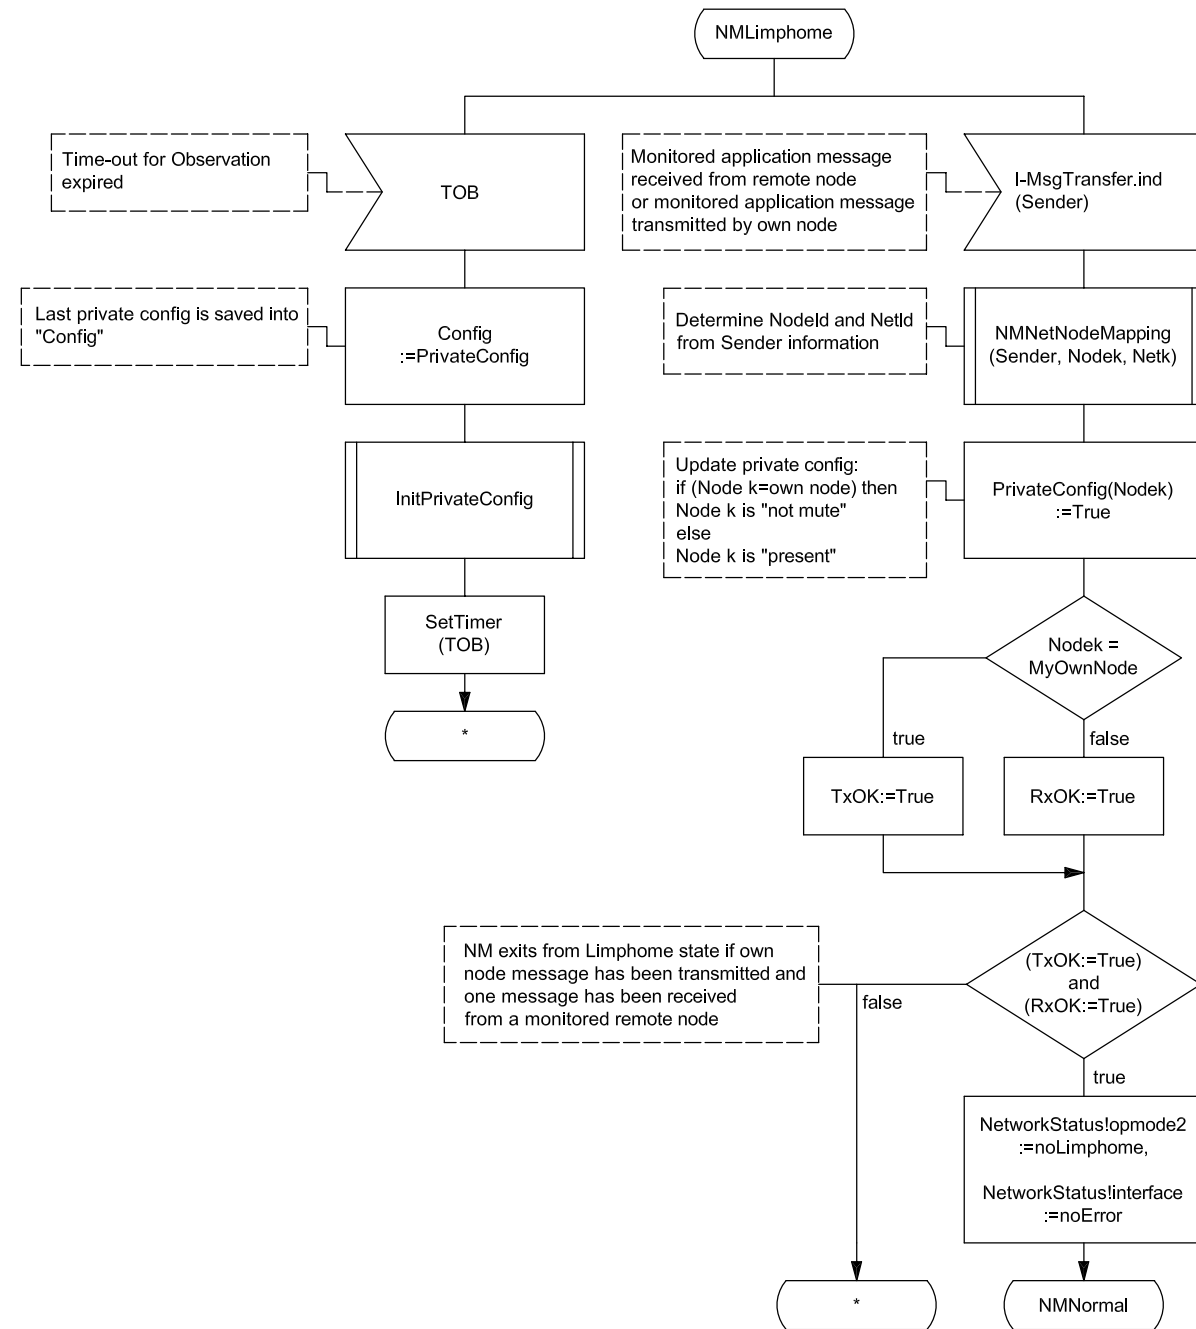 NMLimphome
Time-out for Observation
expired
TOB
Monitored application message
received from remote node
or monitored application message
transmitted by own node
I-MsgTransfer.ind
(Sender)
Last private config is saved into
"Config"
Config
:=PrivateConfig
Determine NodeId and NetId
from Sender information
NMNetNodeMapping
(Sender, Nodek, Netk)
InitPrivateConfig
Update private config:
if (Node k=own node) then
Node k is "not mute"
else
Node k is "present"
PrivateConfig(Nodek)
:=True
SetTimer
(TOB)
*
Nodek =
MyOwnNode
true
false
TxOK:=True
RxOK:=True
NM exits from Limphome state if own
node message has been transmitted and
one message has been received
from a monitored remote node
(TxOK:=True)
and
(RxOK:=True)
false
true
NetworkStatus!opmode2
:=noLimphome,
NetworkStatus!interface
:=noError
*
NMNormal